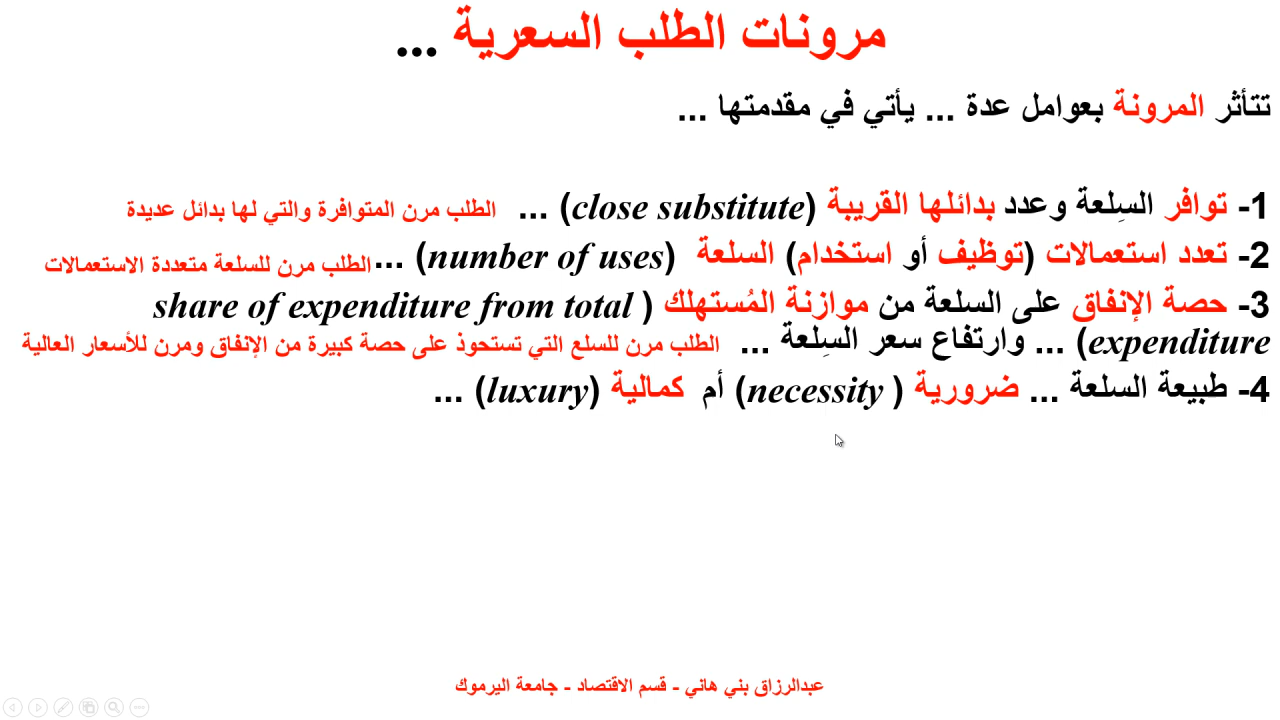 مرونات الطلب السعرية ...
تتأثر المرونة بعوامل عدة ... يأتي في مقدمتها ...
1- توافر السِلعة وعدد بدائلها القريبة (close substitute) ... الطلب مرن المتوافرة والتي لها بدائل عديدة
2- تعدد استعمالات (توظيف أو استخدام) السلعة (number of uses) ... الطلب مرن للسلعة متعددة الاستعمالات
3- حصة الإنفاق على السلعة من موازنة المُستهلك (share of expenditure from total
expenditure) ... وارتفاع سعر السِلعة ... الطلب مرن للسلع التي تستحوذ على حصة كبيرة من الإنفاق ومرن للأسعار العالية
4- طبيعة السلعة ... ضرورية (necessity) أم كمالية (luxury) ...
عبدالرزاق بني هاني - قسم الاقتصاد - جامعة اليرموك